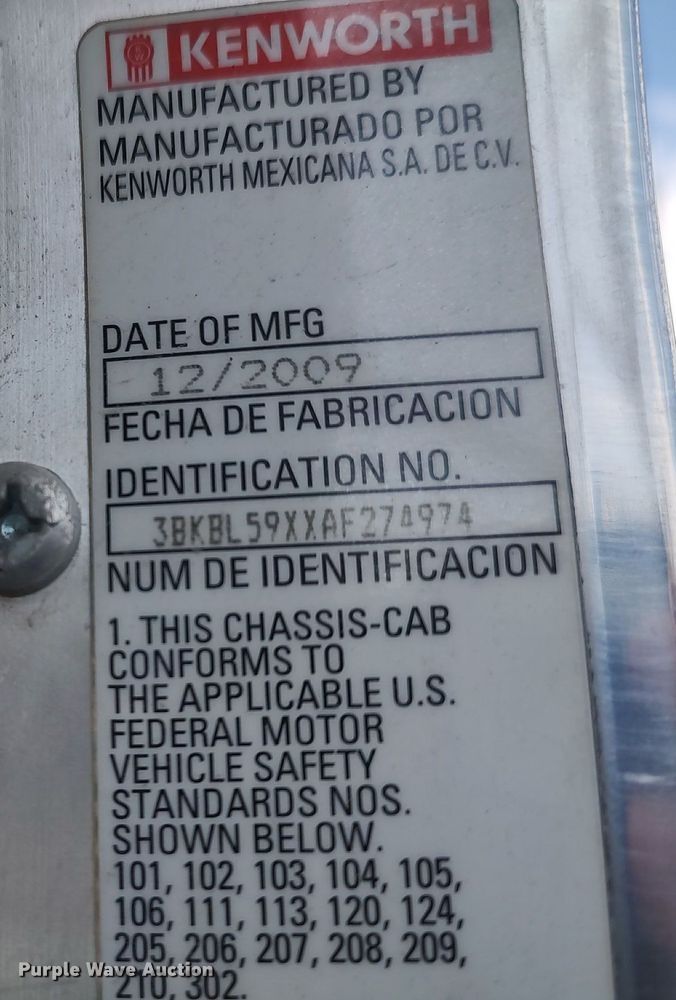 KENWORTH
MANUFACTURED BY
MANUFACTURADO POR
KENWORTH MEXICANA S.A. DE C.V.
DATE OF MFG
12/2009
FECHA DE FABRICACION
IDENTIFICATION NO.
3BKBL59XXAF274974
NUM DE IDENTIFICACION
1. THIS CHASSIS-CAB
CONFORMS TO
THE APPLICABLE U.S.
FEDERAL MOTOR
VEHICLE SAFETY
STANDARDS NOS.
SHOWN BELOW.
101, 102, 103, 104, 105,
106, 111, 113, 120, 124,
205, 206, 207, 208, 209,
210, 302.
Purple Wave Auction